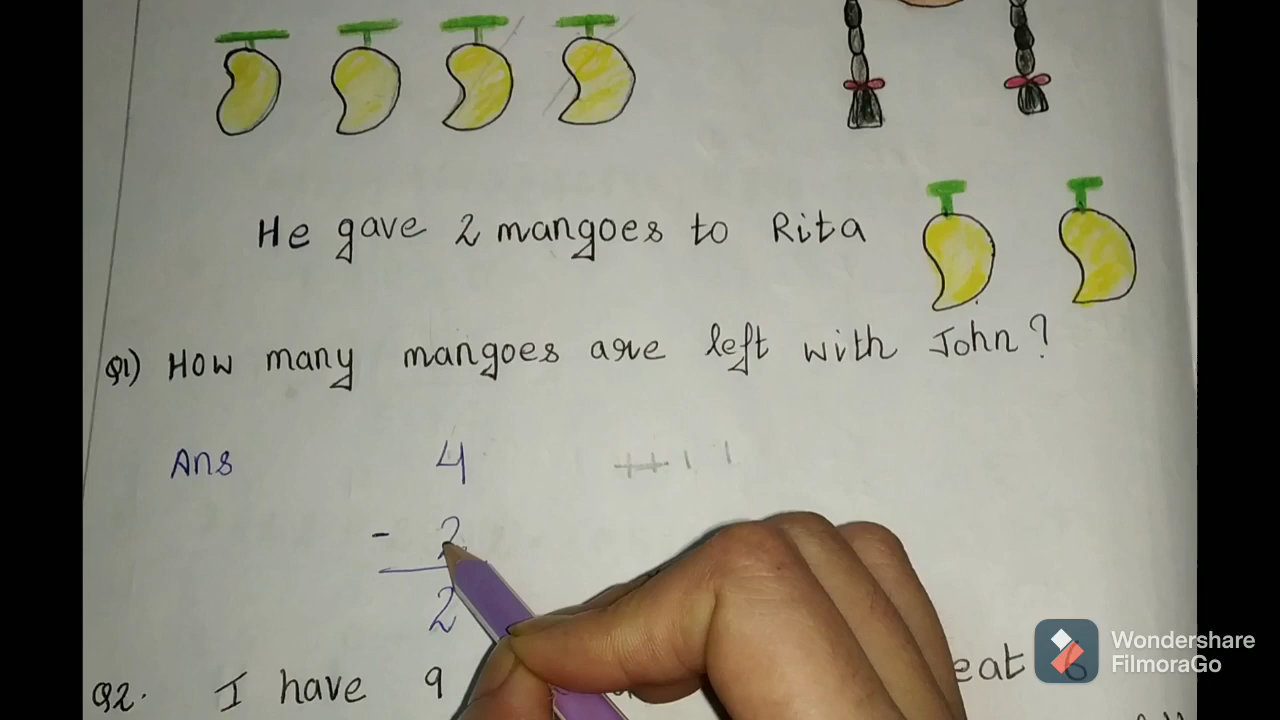 He gave 2 mangoes to Rita
Q1) How many mangoes are left with John?
Ans 4
- 2
2
Q2. I have 9 eat 6
Wondershare
FilmoraGo